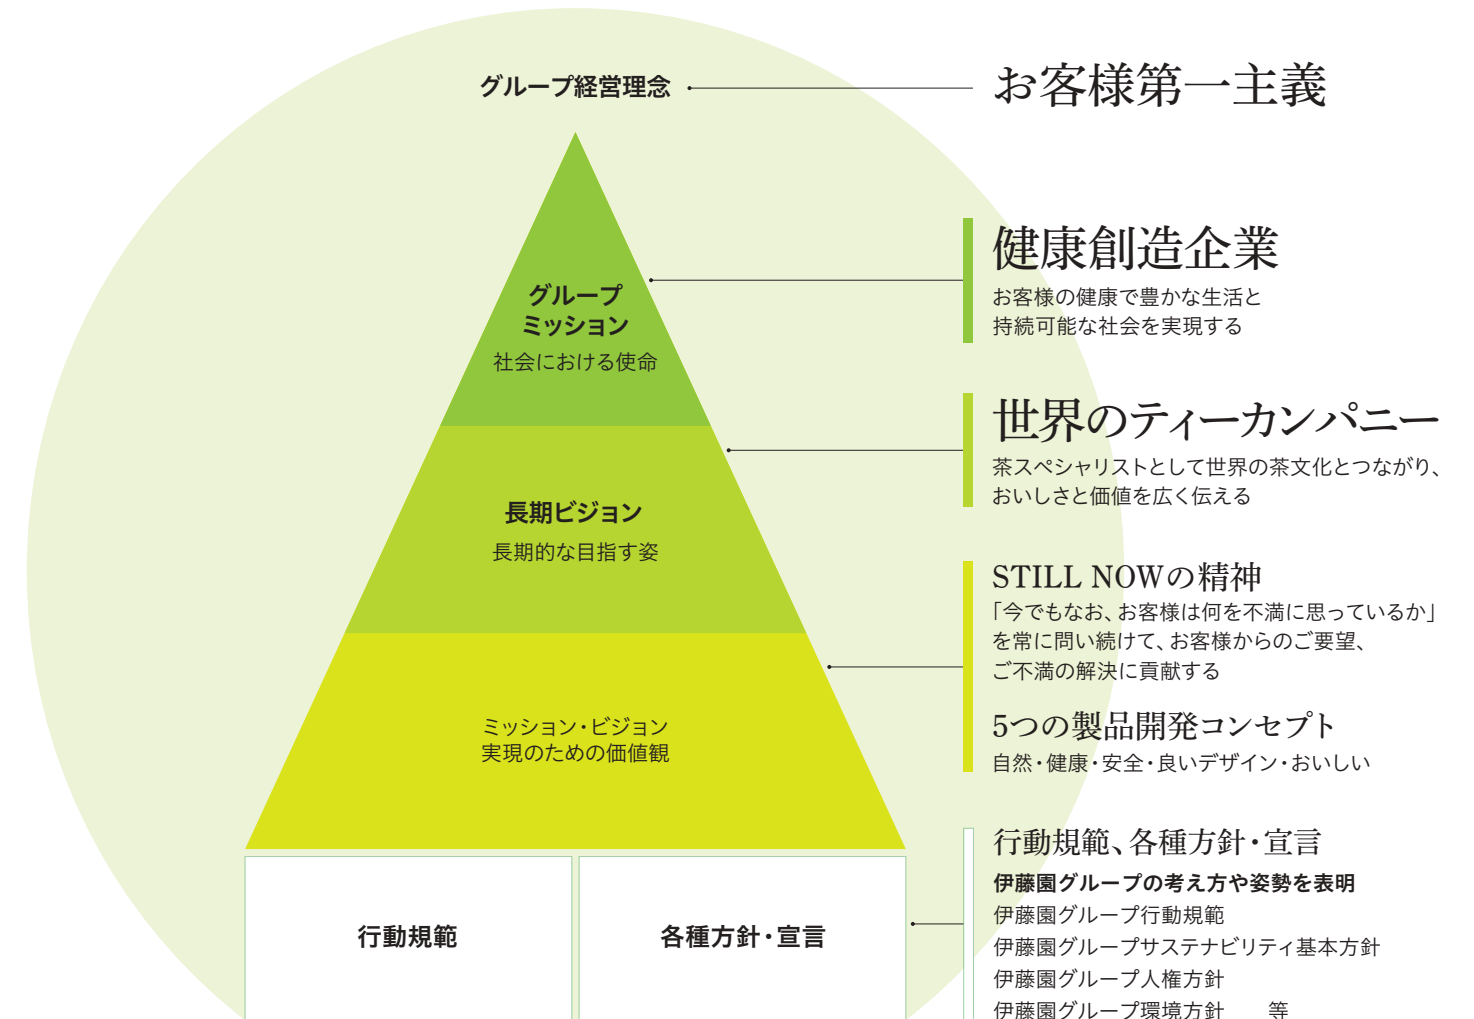 グループ経営理念
お客様第一主義
グループ
ミッション
社会における使命
健康創造企業
お客様の健康で豊かな生活と
持続可能な社会を実現する
長期ビジョン
長期的な目指す姿
世界のティーカンパニー
茶スペシャリストとして世界の茶文化とつながり、
おいしさと価値を広く伝える
ミッション・ビジョン
実現のための価値観
STILL NOWの精神
「今でもなお、お客様は何を不満に思っているか」
を常に問い続けて、お客様からのご要望、
ご不満の解決に貢献する
5つの製品開発コンセプト
自然・健康・安全・良いデザイン・おいしい
行動規範
各種方針・宣言
行動規範、各種方針・宣言
伊藤園グループの考え方や姿勢を表明
伊藤園グループ行動規範
伊藤園グループサステナビリティ基本方針
伊藤園グループ人権方針
伊藤園グループ環境方針　　等